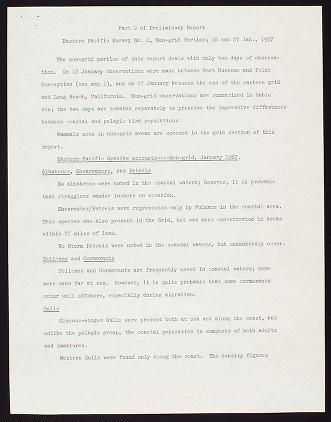 Part 2 of Preliminary Report
Eastern Pacific Survey No. 2, Non-grid Portion; 18 and 27 Jan., 1967
The non-grid portion of this report deals with only two days of observa-
tion. On 18 January observations were made between Port Hueneme and Point
Conception (see map 1), and on 27 January between the end of the eastern grid
and Long Beach, California. Non-grid observations are summarized in table
six; the two days are treated separately to preserve the impressive differences
between coastal and pelagic bird populations.
Mammals seen in non-grid areas are covered in the grid section of this
report.
Eastern Pacific Species accounts---Non-grid, January 1967.
Albatross, Shearwaters, and Petrels
No albatross were noted in the coastal waters; however, it is probable
that stragglers wander inshore on occasion.
Shearwater/Petrels were represented only by Fulmars in the coastal area.
This species was also present in the Grid, but was most concentrated in areas
within 75 miles of land.
No Storm Petrels were noted in the coastal waters, but undoubtedly occur.
Pelicans and Cormorants
Pelicans and Cormorants are frequently noted in coastal waters; none
were seen far at sea. However, it is quite probable that some cormorants
occur well offshore, especially during migration.
Gulls
Glaucous-winged Gulls were present both at sea and along the coast, but
unlike the pelagic group, the coastal population is composed of both adults
and immatures.
Western Gulls were found only along the coast. The density figures